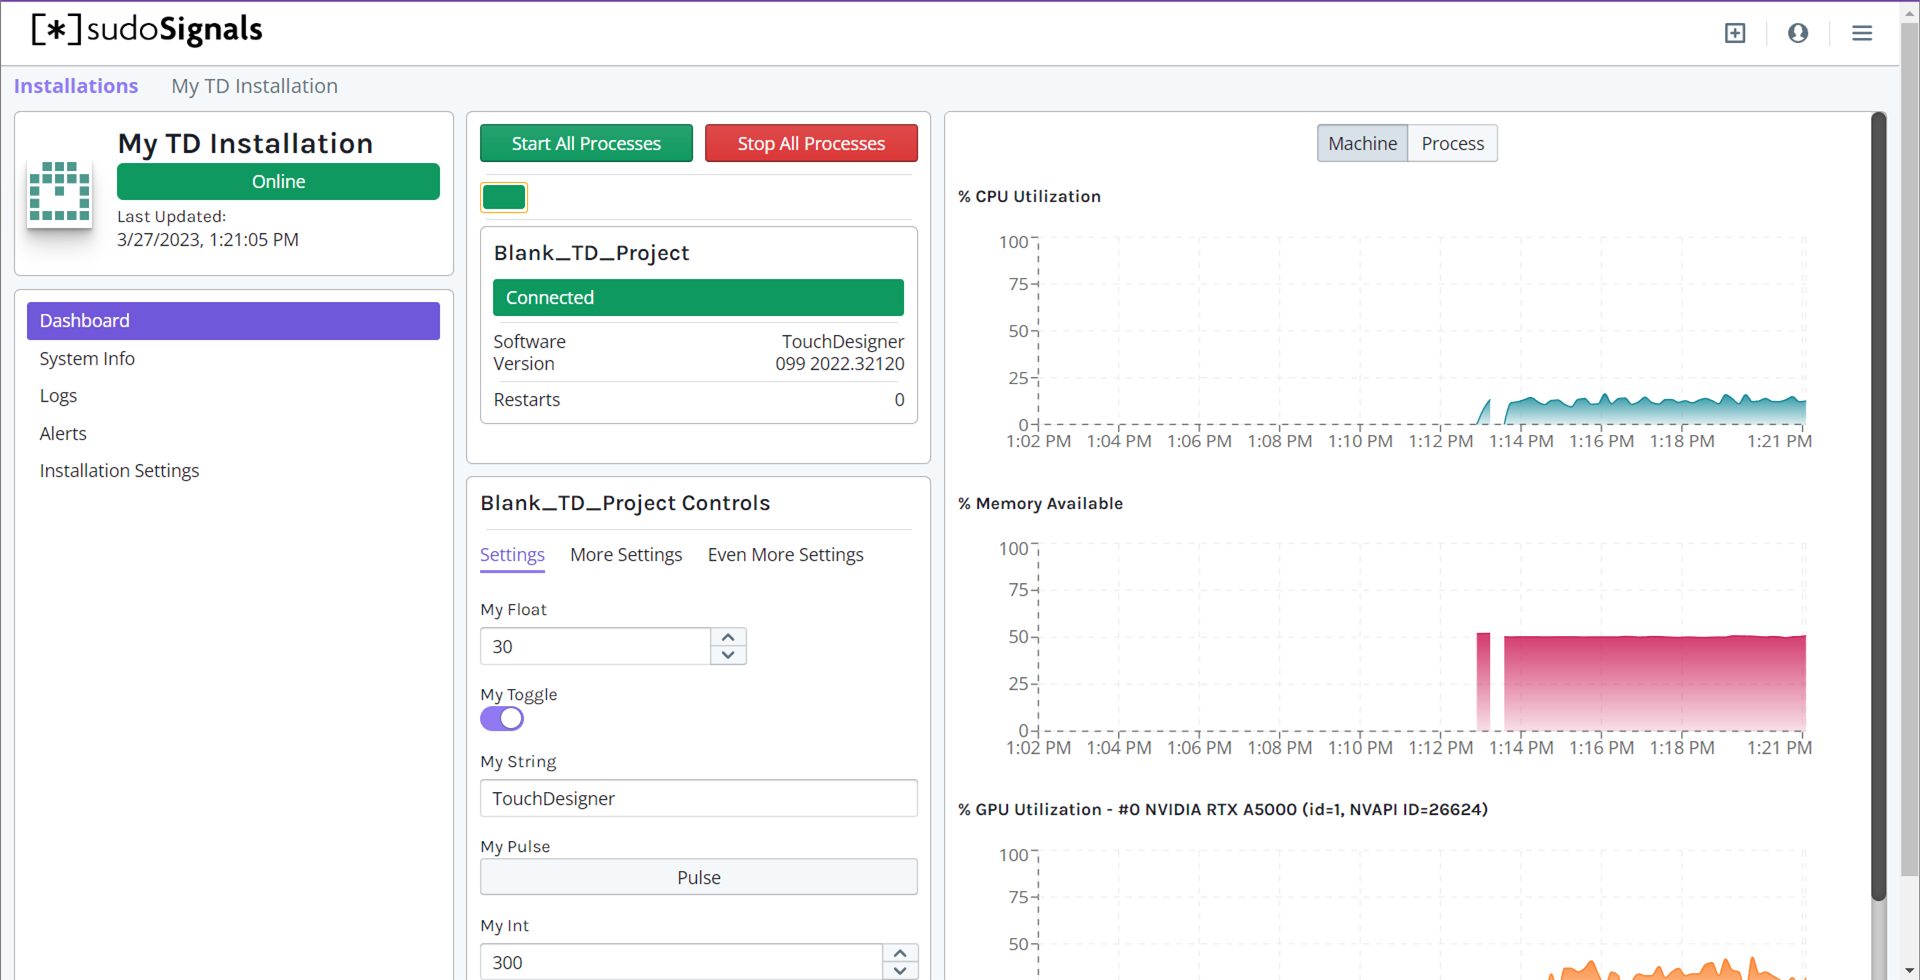 [*]sudoSignals
Installations My TD Installation
My TD Installation
Online
Last Updated:
3/27/2023, 1:21:05 PM
Dashboard
System Info
Logs
Alerts
Installation Settings
Start All Processes Stop All Processes
Blank_TD_Project
Connected
Software TouchDesigner
Version 099 2022.32120
Restarts 0
Blank_TD_Project Controls
Settings More Settings Even More Settings
My Float
30
My Toggle
My String
TouchDesigner
My Pulse
Pulse
My Int
300
Machine Process
% CPU Utilization
100
75
50
25
0
1:02 PM 1:04 PM 1:06 PM 1:08 PM 1:10 PM 1:12 PM 1:14 PM 1:16 PM 1:18 PM 1:21 PM
% Memory Available
100
75
50
25
0
1:02 PM 1:04 PM 1:06 PM 1:08 PM 1:10 PM 1:12 PM 1:14 PM 1:16 PM 1:18 PM 1:21 PM
% GPU Utilization - #0 NVIDIA RTX A5000 (id=1, NVAPI ID=26624)
100
75
50